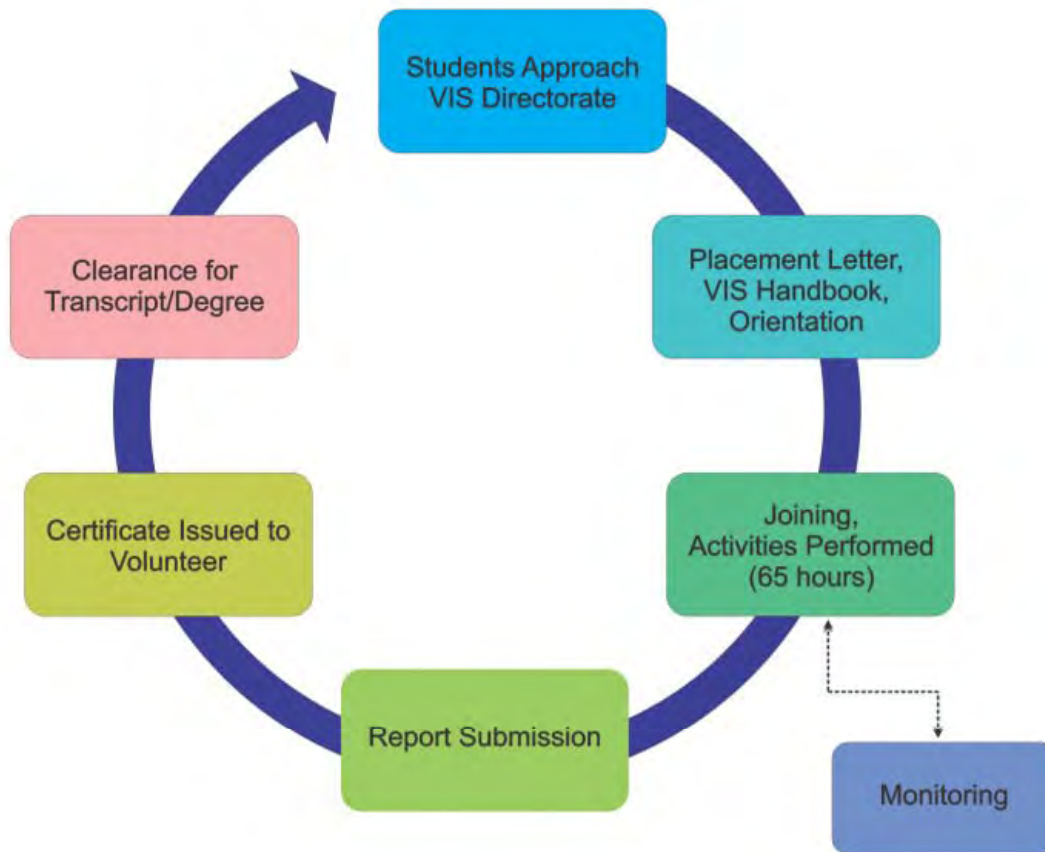 Students Approach
VIS Directorate
Placement Letter,
VIS Handbook,
Orientation
Joining,
Activities Performed
(65 hours)
Monitoring
Report Submission
Certificate Issued to
Volunteer
Clearance for
Transcript/Degree